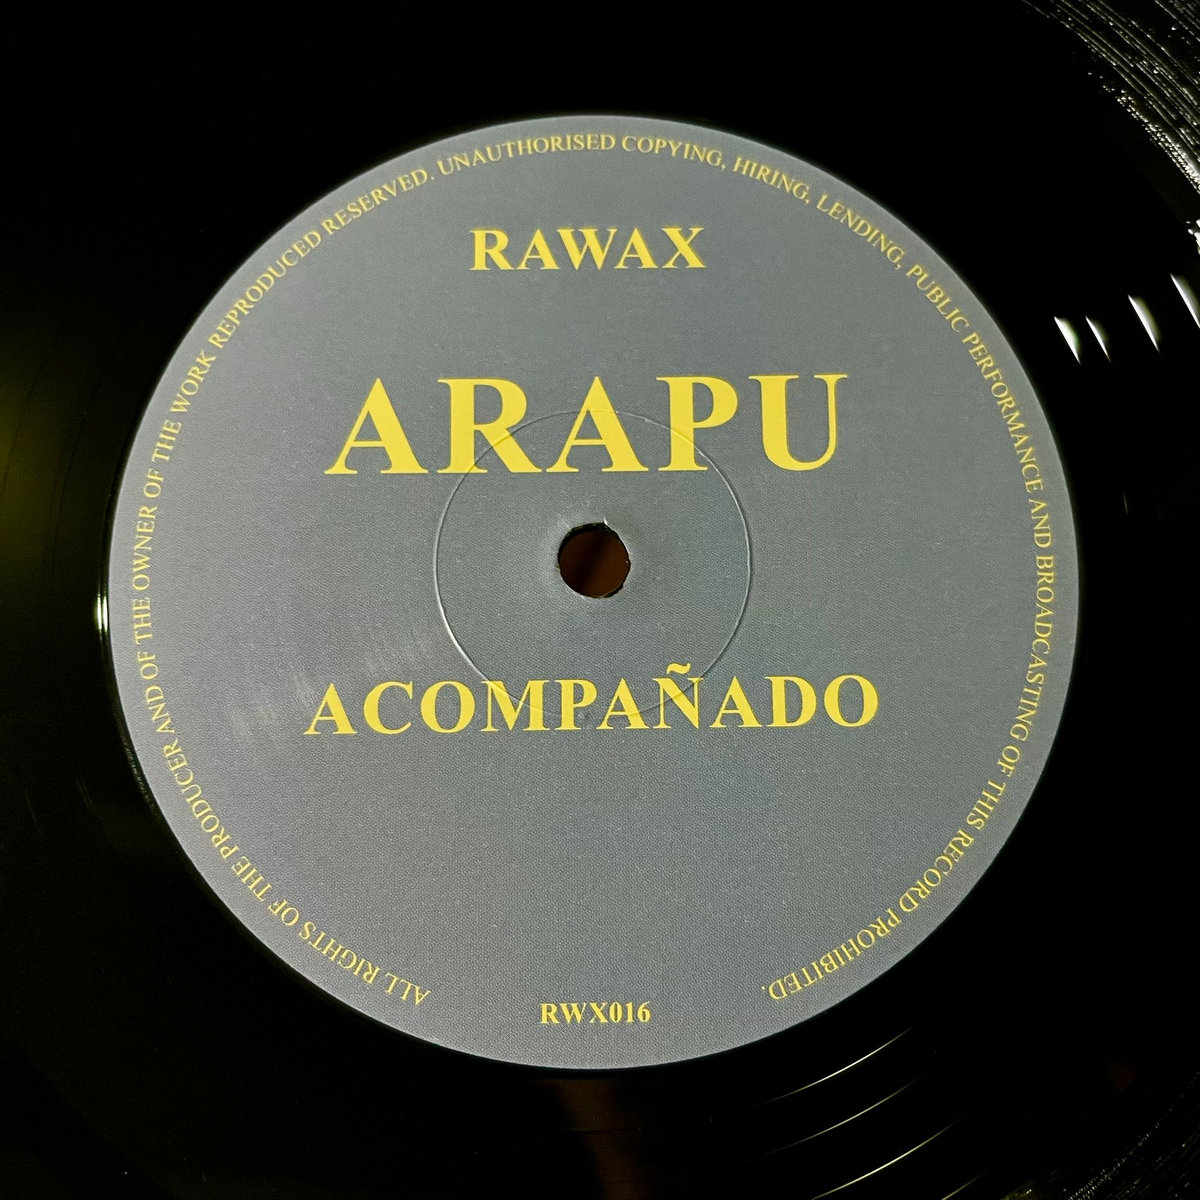 RAWAX
ARAPU
ACOMPAÑADO
RWX016
ALL RIGHTS OF THE PRODUCER AND OF THE OWNER OF THE WORK REPRODUCED RESERVED. UNAUTHORISED COPYING, HIRING, LENDING, PUBLIC PERFORMANCE AND BROADCASTING OF THIS RECORD PROHIBITED.